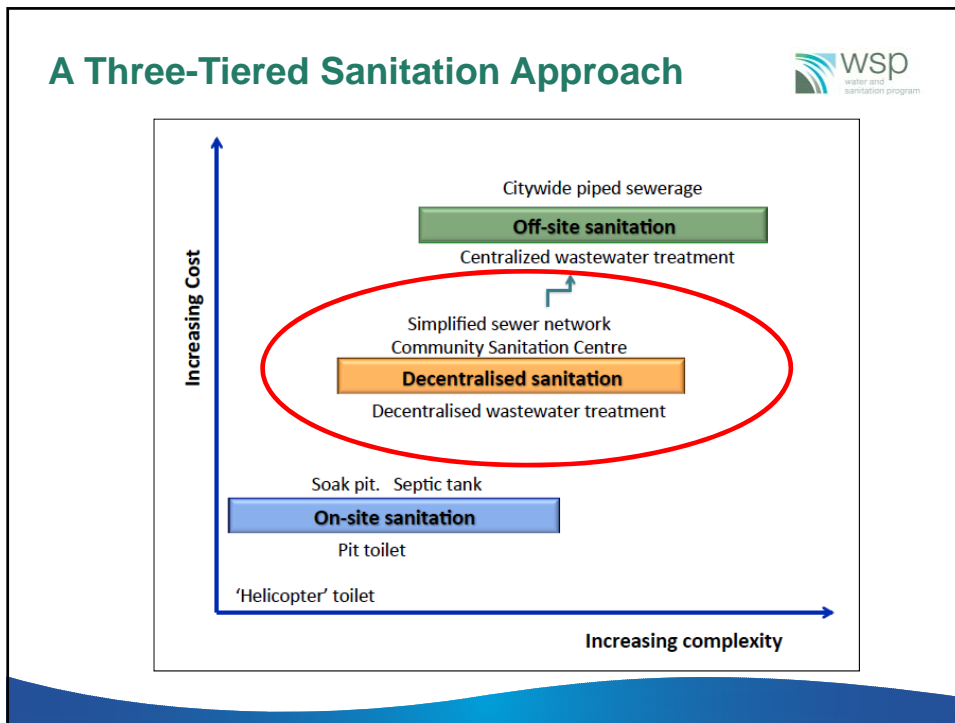 A Three-Tiered Sanitation Approach
wsp
water and
sanitation program
Increasing Cost
Citywide piped sewerage
Off-site sanitation
Centralized wastewater treatment
Simplified sewer network
Community Sanitation Centre
Decentralised sanitation
Decentralised wastewater treatment
Soak pit. Septic tank
On-site sanitation
Pit toilet
‘Helicopter’ toilet
Increasing complexity